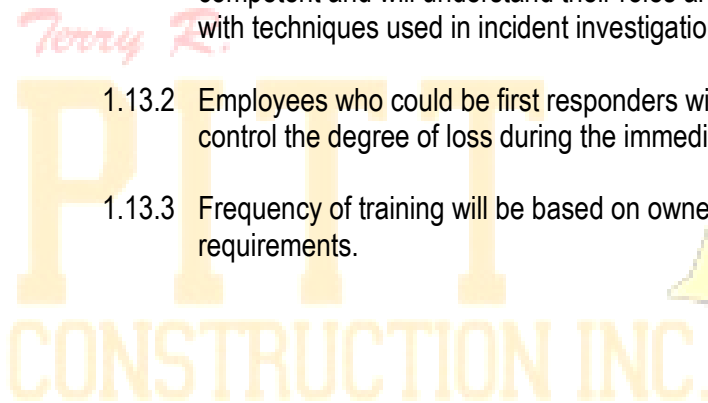 competent and will understand their roles a
Terry R.
with techniques used in incident investigatio
1.13.2 Employees who could be first responders wi
control the degree of loss during the immedi
1.13.3 Frequency of training will be based on owne
requirements.
PITT
CONSTRUCTION INC.